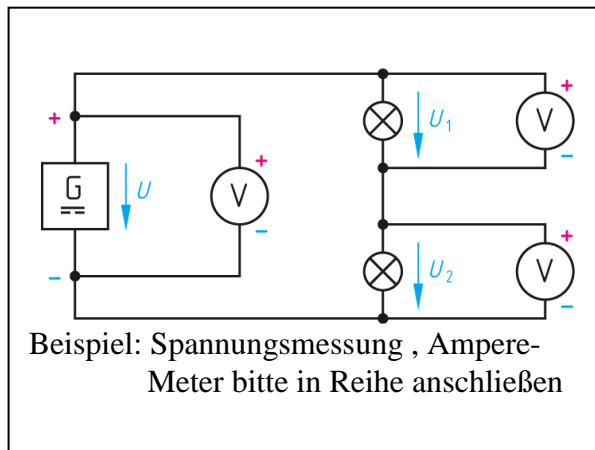 +
G
U
V
+
–
–
U1
V
+
–
U2
V
+
–
Beispiel: Spannungsmessung , Ampere-
Meter bitte in Reihe anschließen